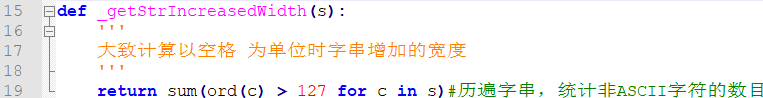 15 def _getStrIncreasedWidth(s):
16 '''
17 大致计算以空格 为单位时字串增加的宽度
18 '''
19 return sum(ord(c) > 127 for c in s)#历遍字串，统计非ASCII字符的数目